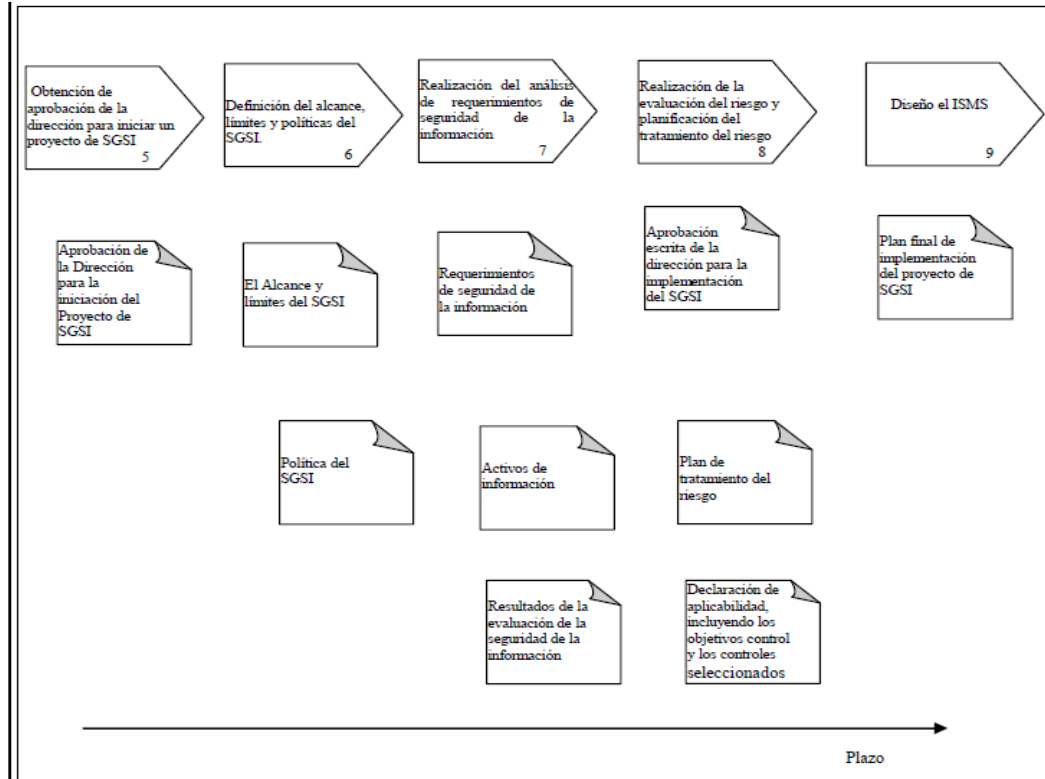 Obtención de
aprobación de la
dirección para iniciar un
proyecto de SGSI
5
Definición del alcance,
límites y políticas del
SGSI.
6
Realización del análisis
de requerimientos de
seguridad de la
información
7
Realización de la
evaluación del riesgo y
planificación del
tratamiento del riesgo
8
Diseño el ISMS
9
Aprobación de
la Dirección
para la
iniciación del
Proyecto de
SGSI
El Alcance y
límites del SGSI
Requerimientos
de seguridad de
la información
Aprobación
escrita de la
dirección para la
implementación
del SGSI
Plan final de
implementación
del proyecto de
SGSI
Política del
SGSI
Activos de
información
Plan de
tratamiento del
riesgo
Resultados de la
evaluación de la
seguridad de la
información
Declaración de
aplicabilidad,
incluyendo los
objetivos control
y los controles
seleccionados
Plazo